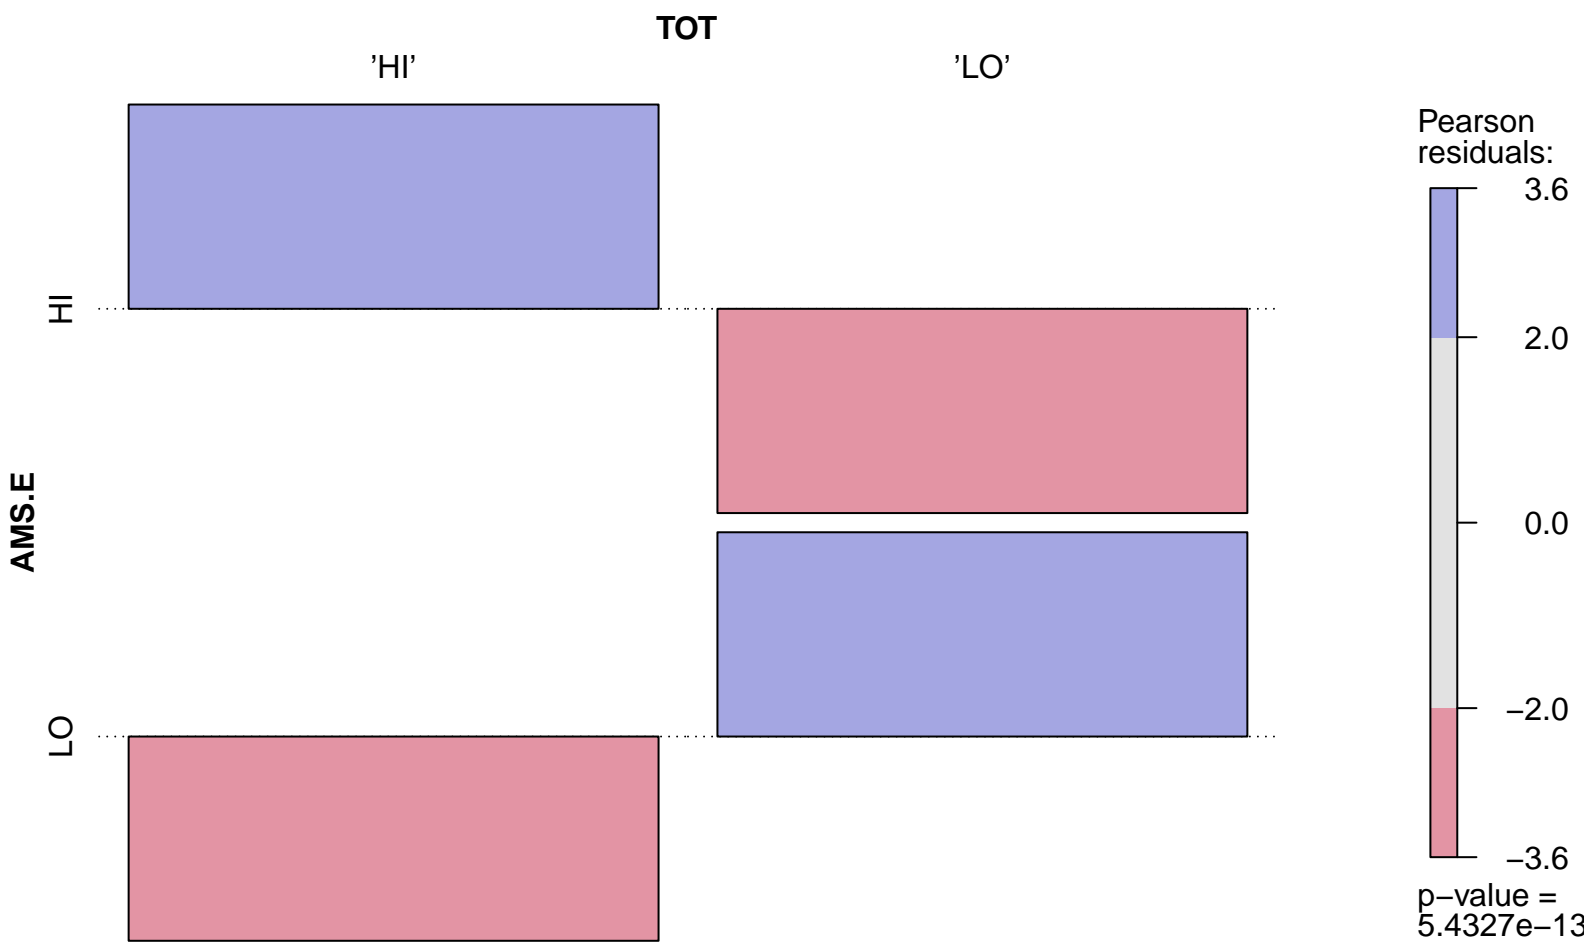 TOT
’HI’ ’LO’
Pearson
residuals:
3.6
2.0
0.0
−2.0
−3.6
p−value =
5.4327e−13
AMS.E
HI
LO